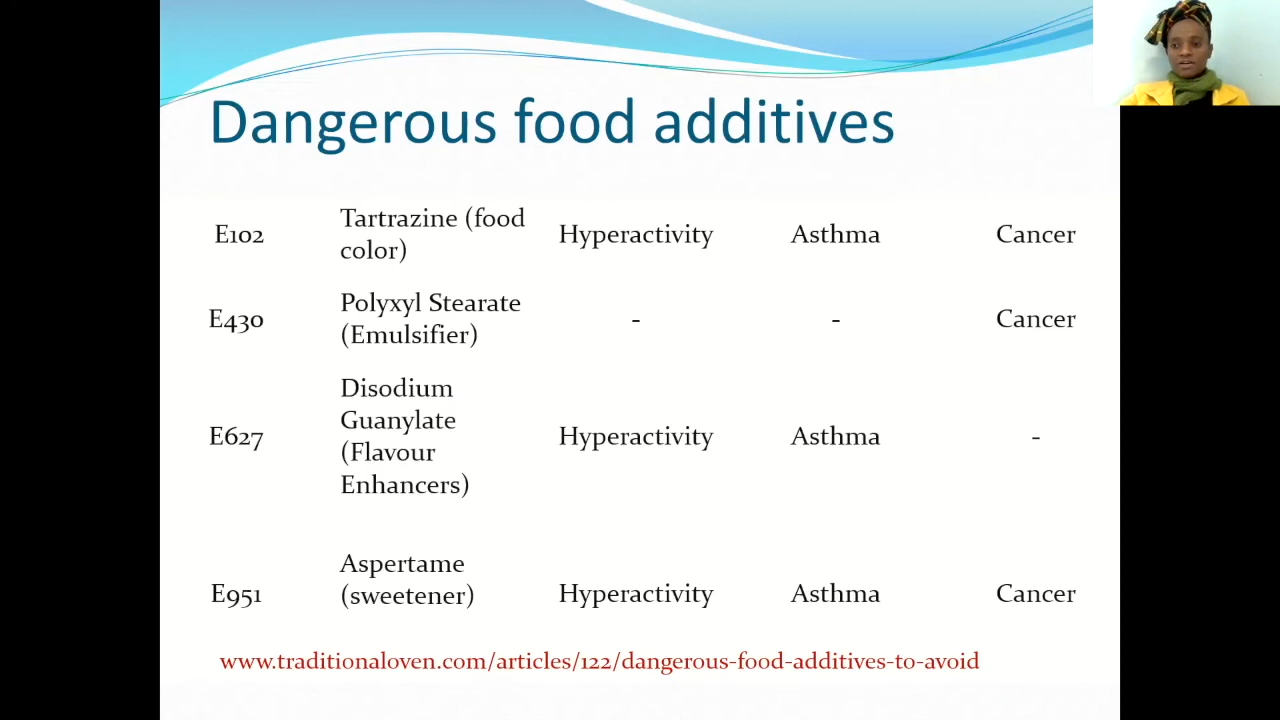 Dangerous food additives
E102 Tartrazine (food color) Hyperactivity Asthma Cancer
E430 Polyxyl Stearate (Emulsifier) - - Cancer
E627 Disodium Guanylate (Flavour Enhancers) Hyperactivity Asthma -
E951 Aspertame (sweetener) Hyperactivity Asthma Cancer
www.traditionaloven.com/articles/122/dangerous-food-additives-to-avoid